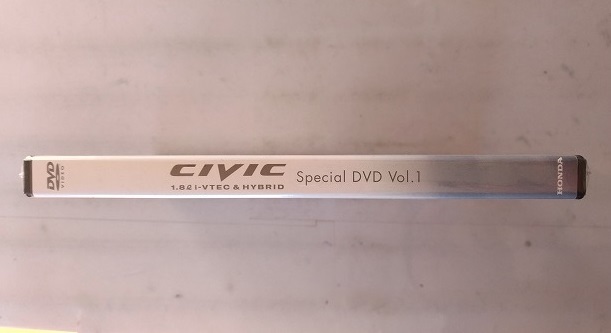 DVD
VIDEO
CIVIC
1.8ℓ i-VTEC & HYBRID
Special DVD Vol.1
HONDA